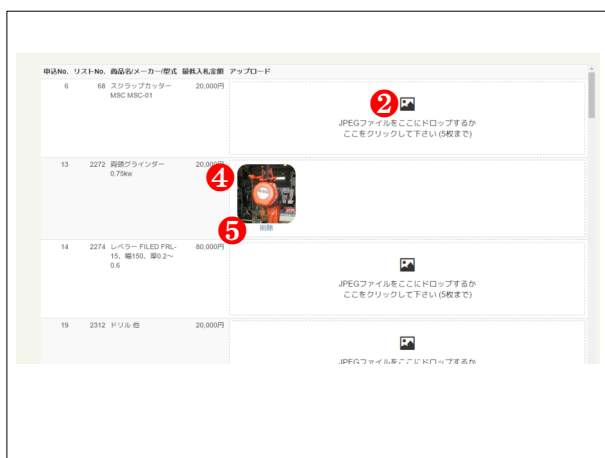 申込No. リストNo. 商品名/メーカー/型式 最低入札金額 アップロード
6 68 スクラップカッター 20,000円
MSC MSC-01
2
JPEGファイルをここにドロップするか
ここをクリックして下さい (5枚まで)
13 2272 両頭グラインダー 20,000円
0.75kw
4
5
削除
14 2274 レベラー FILED FRL- 80,000円
15、幅150、厚0.2～
0.6
JPEGファイルをここにドロップするか
ここをクリックして下さい (5枚まで)
19 2312 ドリル 他 20,000円
JPEGファイルをここにドロップするか